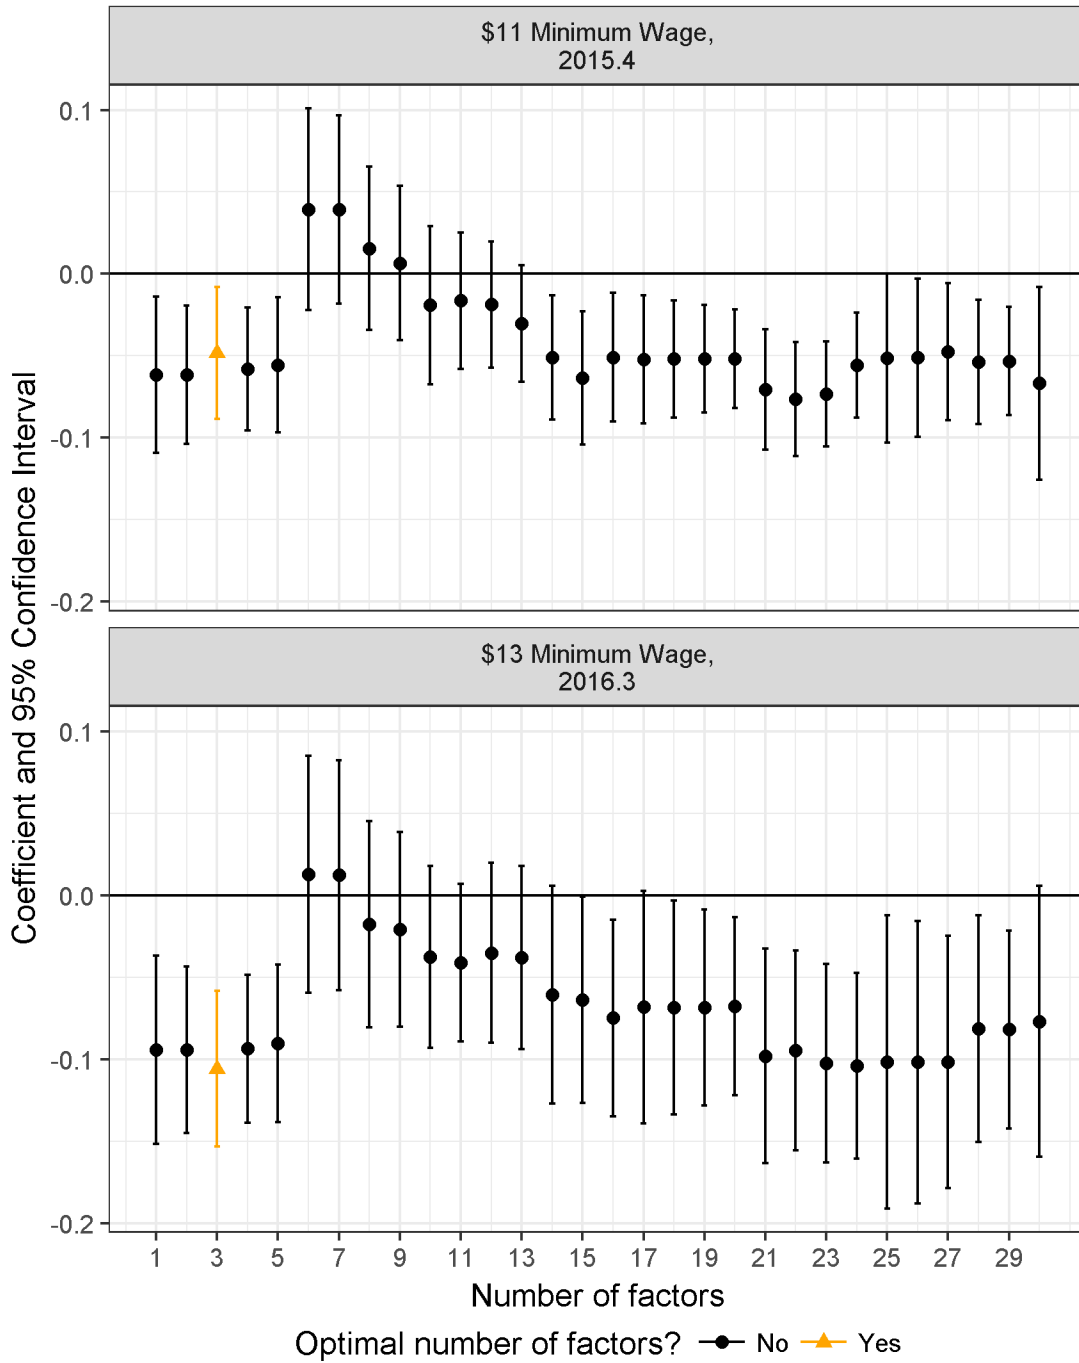 $11 Minimum Wage,
2015.4
0.1
0.0
-0.1
-0.2
Coefficient and 95% Confidence Interval
$13 Minimum Wage,
2016.3
0.1
0.0
-0.1
-0.2
1 3 5 7 9 11 13 15 17 19 21 23 25 27 29
Number of factors
Optimal number of factors? No Yes